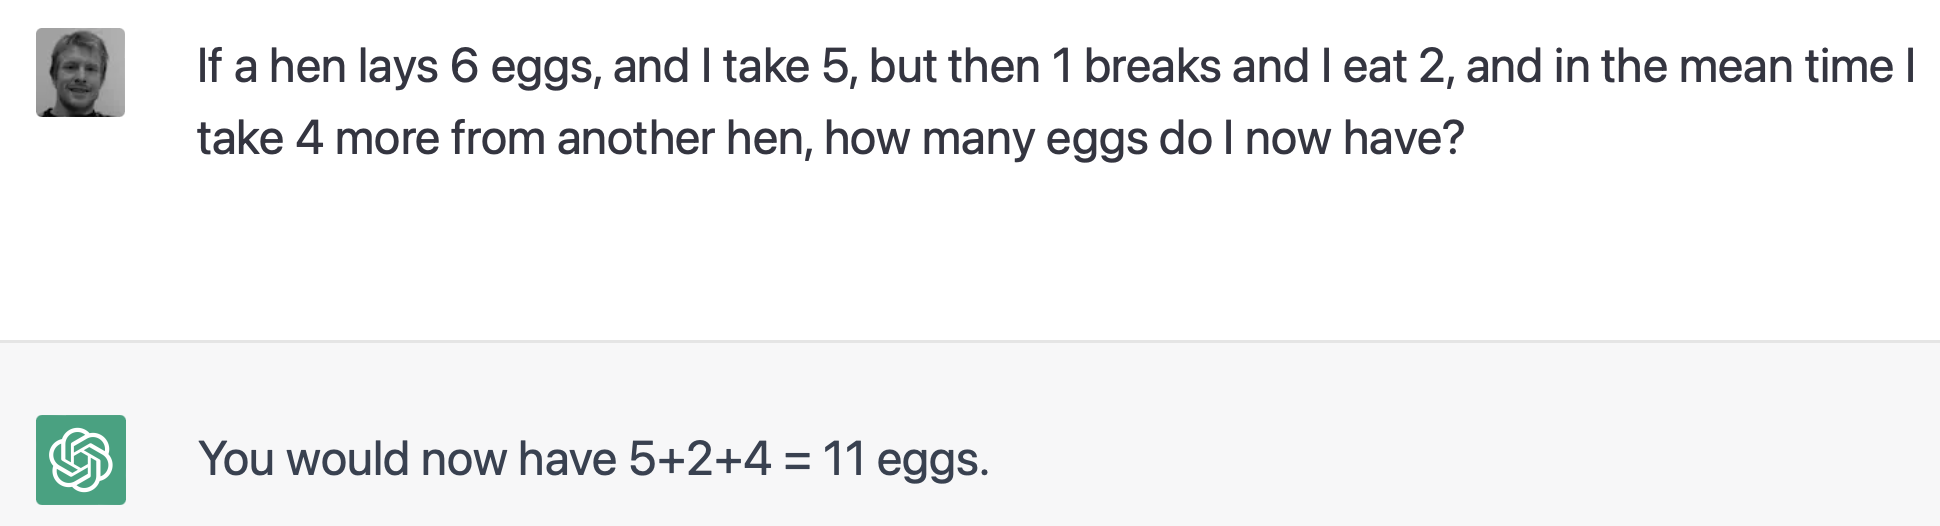 If a hen lays 6 eggs, and I take 5, but then 1 breaks and I eat 2, and in the mean time I
take 4 more from another hen, how many eggs do I now have?
You would now have 5+2+4 = 11 eggs.